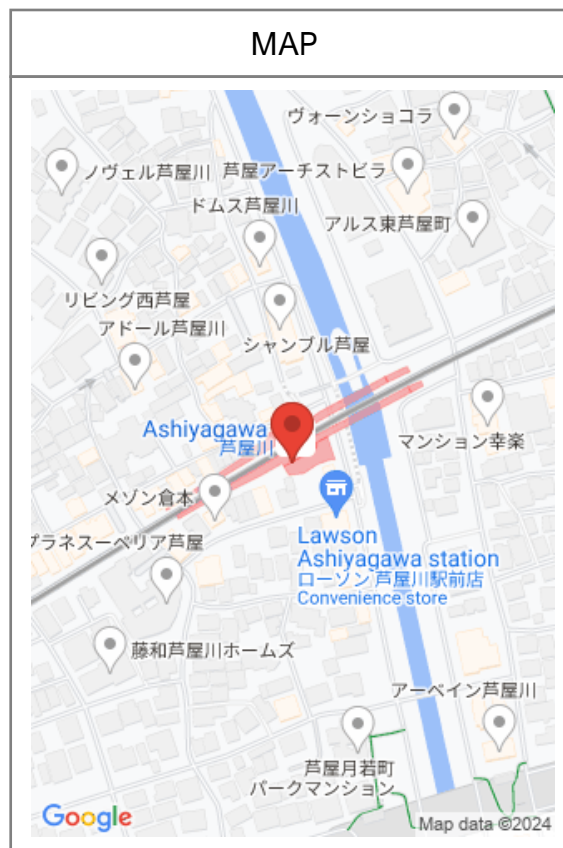 MAP
ヴォーンショコラ
ノヴェル芦屋川
芦屋アーチストビラ
ドムス芦屋川
アルス東芦屋町
リビング西芦屋
アドール芦屋川
シャンブル芦屋
Ashiyagawa
芦屋川
マンション幸楽
メゾン倉本
プラネスーペリア芦屋
Lawson
Ashiyagawa station
ローソン 芦屋川駅前店
Convenience store
藤和芦屋川ホームズ
アーベイン芦屋川
芦屋月若町
パークマンション
Google
Map data ©2024